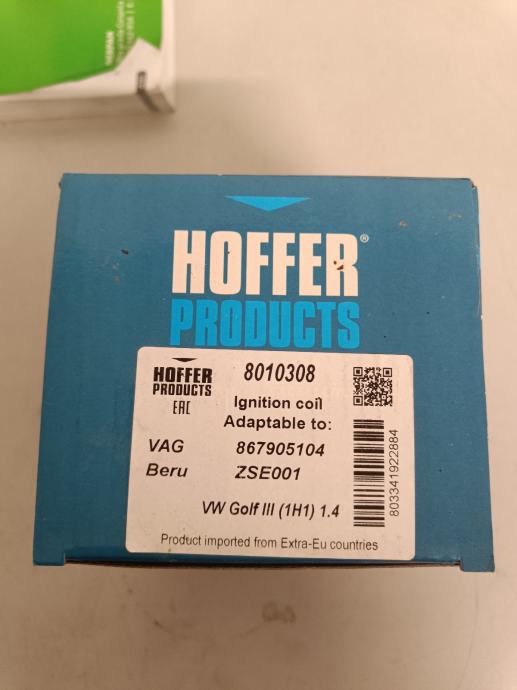 HOFFER®
PRODUCTS
HOFFER
PRODUCTS
EAC
8010308
Ignition coil
Adaptable to:
VAG 867905104
Beru ZSE001
VW Golf III (1H1) 1.4
Product imported from Extra-Eu countries
803341922884